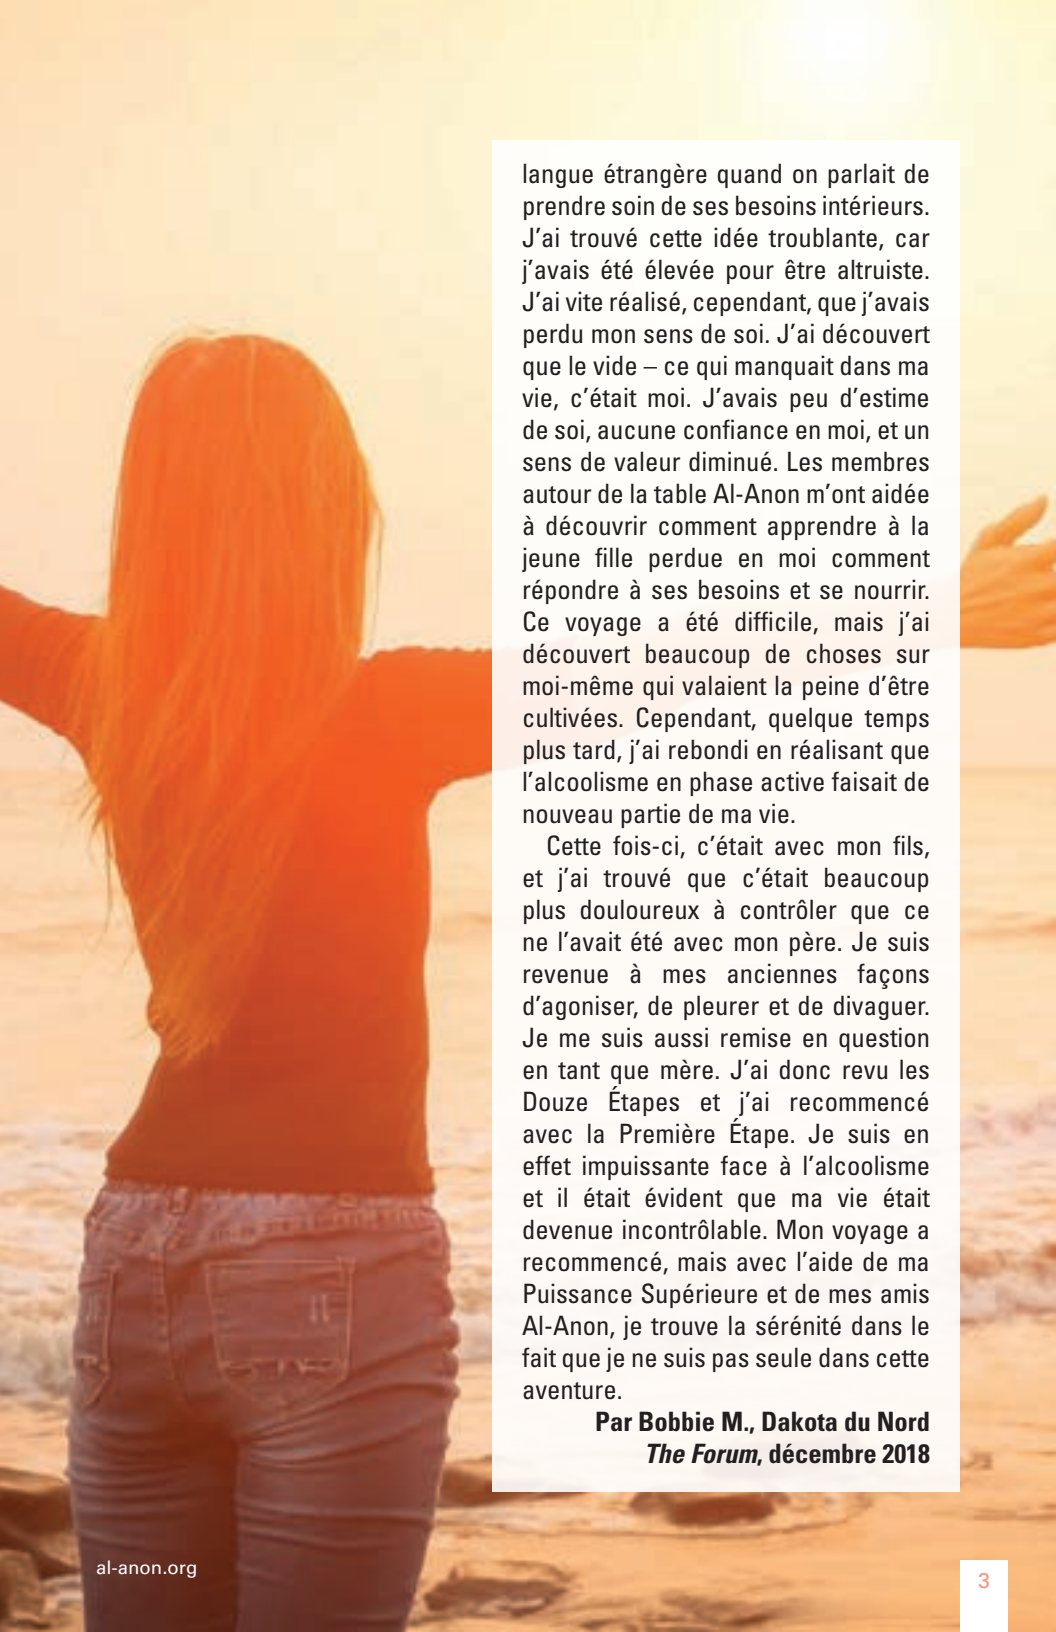 langue étrangère quand on parlait de
prendre soin de ses besoins intérieurs.
J’ai trouvé cette idée troublante, car
j’avais été élevée pour être altruiste.
J’ai vite réalisé, cependant, que j’avais
perdu mon sens de soi. J’ai découvert
que le vide – ce qui manquait dans ma
vie, c’était moi. J’avais peu d’estime
de soi, aucune confiance en moi, et un
sens de valeur diminué. Les membres
autour de la table Al-Anon m’ont aidée
à découvrir comment apprendre à la
jeune fille perdue en moi comment
répondre à ses besoins et se nourrir.
Ce voyage a été difficile, mais j’ai
découvert beaucoup de choses sur
moi-même qui valaient la peine d’être
cultivées. Cependant, quelque temps
plus tard, j’ai rebondi en réalisant que
l’alcoolisme en phase active faisait de
nouveau partie de ma vie.
Cette fois-ci, c’était avec mon fils,
et j’ai trouvé que c’était beaucoup
plus douloureux à contrôler que ce
ne l’avait été avec mon père. Je suis
revenue à mes anciennes façons
d’agoniser, de pleurer et de divaguer.
Je me suis aussi remise en question
en tant que mère. J’ai donc revu les
Douze Étapes et j’ai recommencé
avec la Première Étape. Je suis en
effet impuissante face à l’alcoolisme
et il était évident que ma vie était
devenue incontrôlable. Mon voyage a
recommencé, mais avec l’aide de ma
Puissance Supérieure et de mes amis
Al-Anon, je trouve la sérénité dans le
fait que je ne suis pas seule dans cette
aventure.
Par Bobbie M., Dakota du Nord
The Forum, décembre 2018
al-anon.org
3